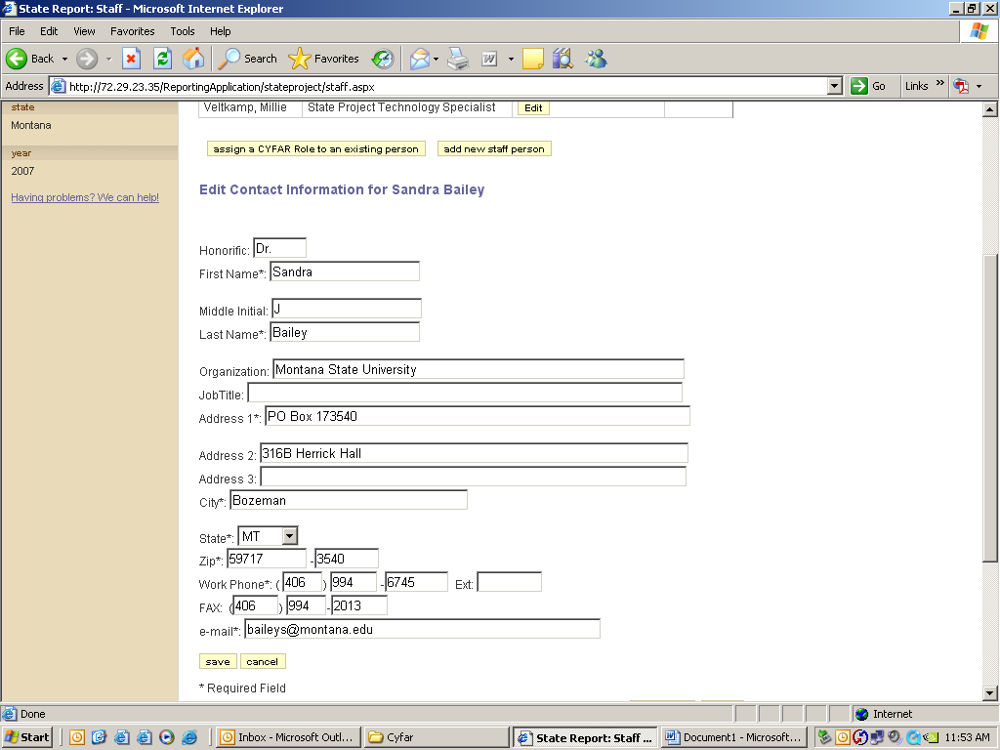 State Report: Staff - Microsoft Internet Explorer
File Edit View Favorites Tools Help
Back Search Favorites
Address http://72.29.23.35/ReportingApplication/stateproject/staff.aspx Go Links »
state
Montana
year
2007
Having problems? We can help!
Veltkamp, Millie State Project Technology Specialist Edit
assign a CYFAR Role to an existing person add new staff person
Edit Contact Information for Sandra Bailey
Honorific: Dr.
First Name*: Sandra
Middle Initial: J
Last Name*: Bailey
Organization: Montana State University
JobTitle:
Address 1*: PO Box 173540
Address 2: 316B Herrick Hall
Address 3:
City*: Bozeman
State*: MT
Zip*: 59717 -3540
Work Phone*: ( 406 ) 994 -6745 Ext:
FAX: (406 ) 994 -2013
e-mail*: baileys@montana.edu
save cancel
* Required Field
Done Internet
Start Inbox - Microsoft Outl... Cyfar State Report: Staff ... Document1 - Microsoft... 11:53 AM